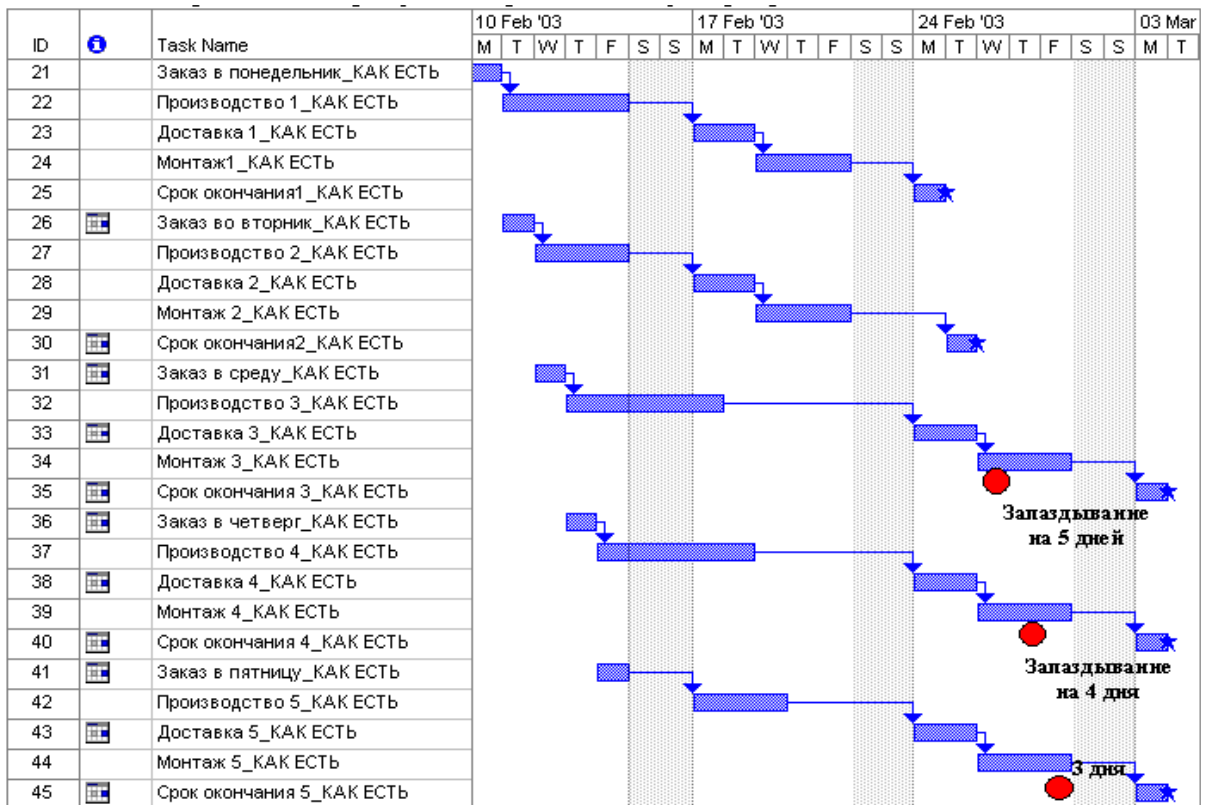 10 Feb '03 17 Feb '03 24 Feb '03 03 Mar
ID Task Name M T W T F S S M T W T F S S M T W T F S S M T
21 Заказ в понедельник_КАК ЕСТЬ
22 Производство 1_КАК ЕСТЬ
23 Доставка 1_КАК ЕСТЬ
24 Монтаж1_КАК ЕСТЬ
25 Срок окончания1_КАК ЕСТЬ
26 Заказ во вторник_КАК ЕСТЬ
27 Производство 2_КАК ЕСТЬ
28 Доставка 2_КАК ЕСТЬ
29 Монтаж 2_КАК ЕСТЬ
30 Срок окончания2_КАК ЕСТЬ
31 Заказ в среду_КАК ЕСТЬ
32 Производство 3_КАК ЕСТЬ
33 Доставка 3_КАК ЕСТЬ
34 Монтаж 3_КАК ЕСТЬ
35 Срок окончания 3_КАК ЕСТЬ
Запаздывание
36 Заказ в четверг_КАК ЕСТЬ
на 5 дней
37 Производство 4_КАК ЕСТЬ
38 Доставка 4_КАК ЕСТЬ
39 Монтаж 4_КАК ЕСТЬ
40 Срок окончания 4_КАК ЕСТЬ
Запаздывание
41 Заказ в пятницу_КАК ЕСТЬ
на 4 дня
42 Производство 5_КАК ЕСТЬ
43 Доставка 5_КАК ЕСТЬ
44 Монтаж 5_КАК ЕСТЬ
3 дня
45 Срок окончания 5_КАК ЕСТЬ